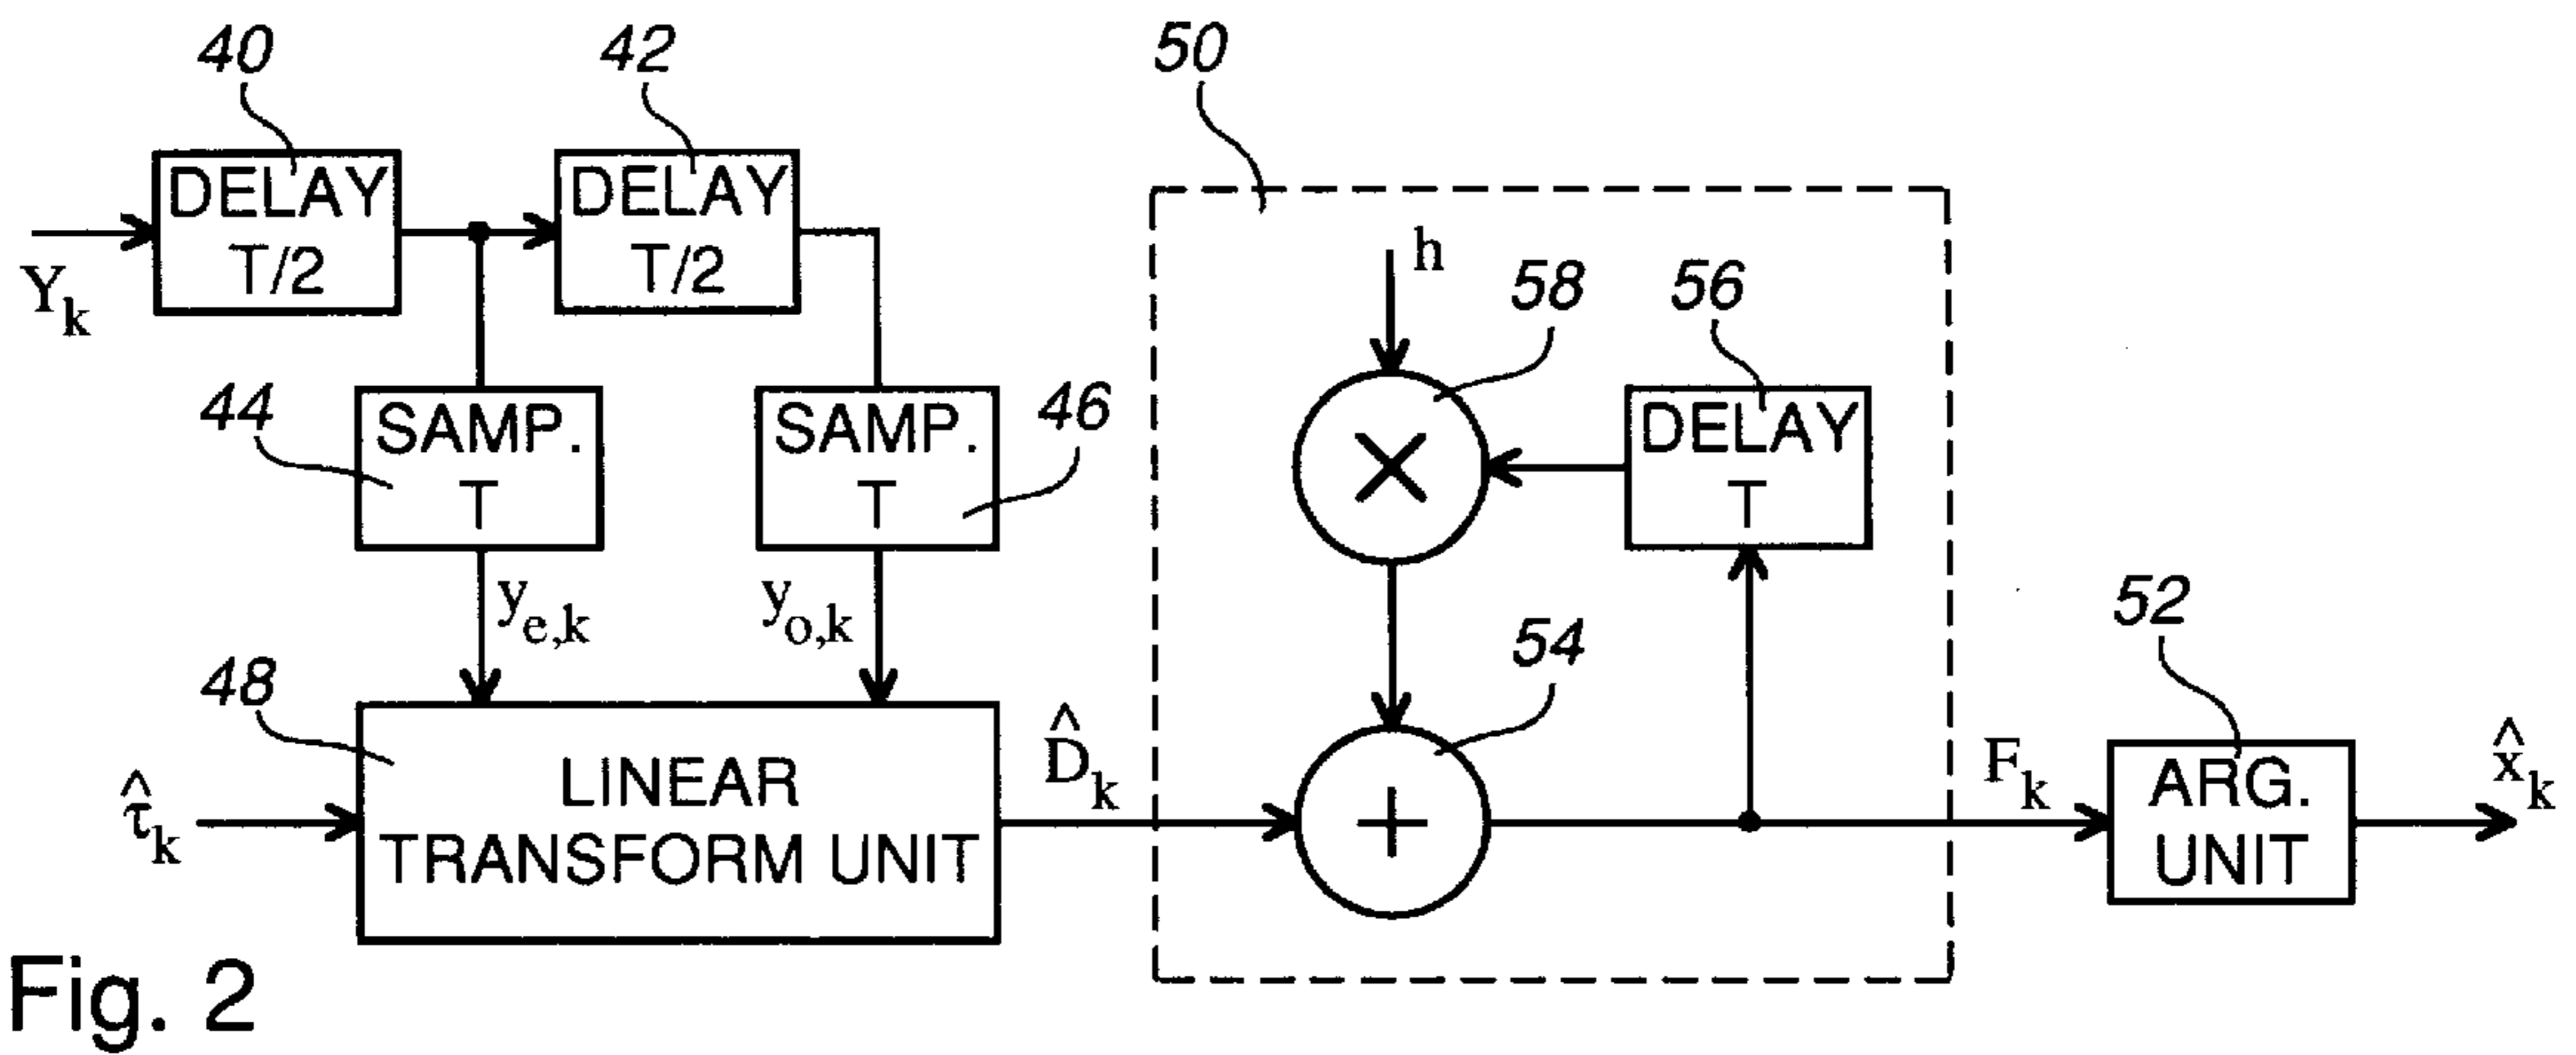 40
42
50
DELAY
T/2
DELAY
T/2
Y_k
h
58
56
44
SAMP.
T
SAMP.
T
46
×
DELAY
T
y_e,k
y_o,k
54
52
48
τ̂_k
LINEAR
TRANSFORM UNIT
D̂_k
+
F_k
ARG.
UNIT
x̂_k
Fig. 2